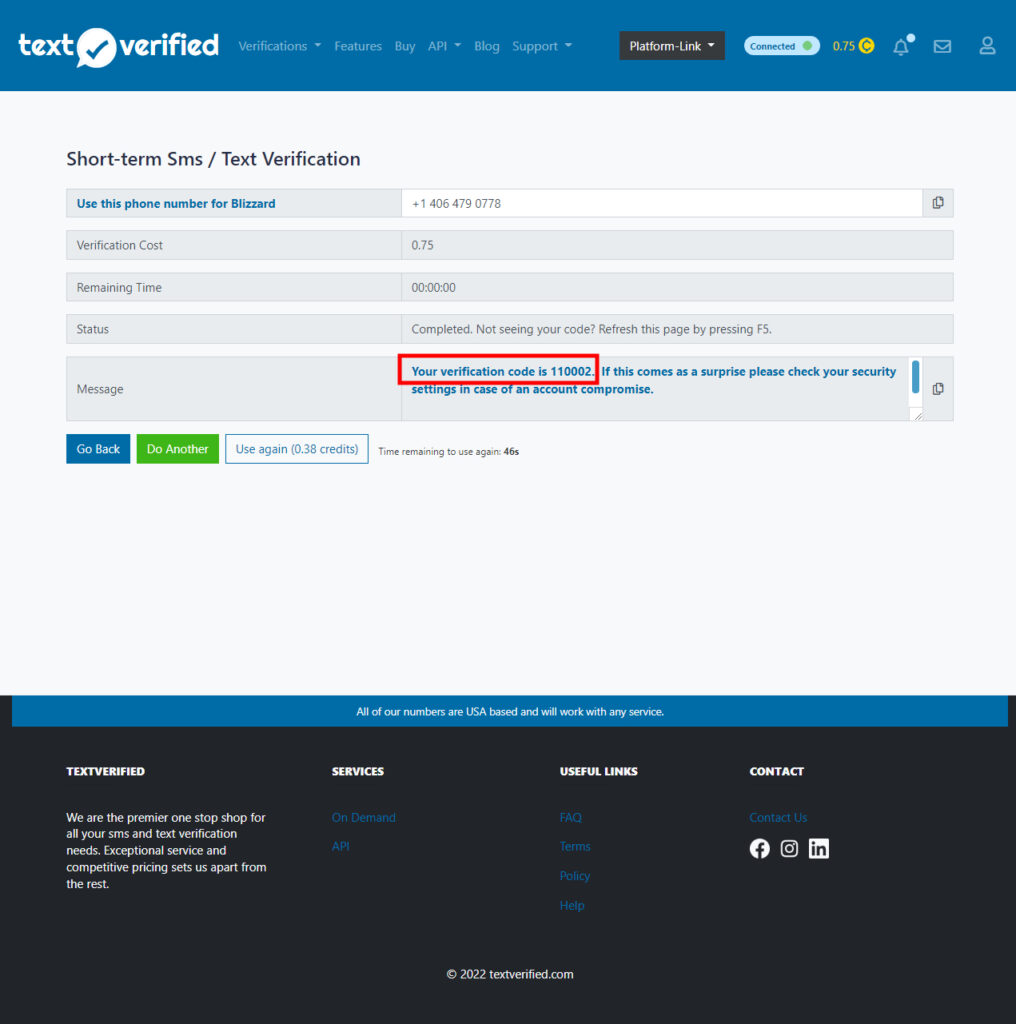 text verified
Verifications Features Buy API Blog Support Platform-Link Connected 0.75 C
Short-term Sms / Text Verification
Use this phone number for Blizzard +1 406 479 0778
Verification Cost 0.75
Remaining Time 00:00:00
Status Completed. Not seeing your code? Refresh this page by pressing F5.
Message
Your verification code is 110002. If this comes as a surprise please check your security
settings in case of an account compromise.
Go Back Do Another Use again (0.38 credits) Time remaining to use again: 46s
All of our numbers are USA based and will work with any service.
TEXTVERIFIED
We are the premier one stop shop for
all your sms and text verification
needs. Exceptional service and
competitive pricing sets us apart from
the rest.
SERVICES
On Demand
API
USEFUL LINKS
FAQ
Terms
Policy
Help
CONTACT
Contact Us
© 2022 textverified.com